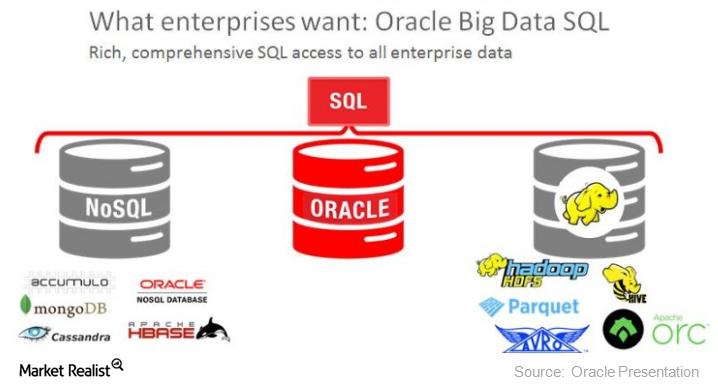 What enterprises want: Oracle Big Data SQL
Rich, comprehensive SQL access to all enterprise data
SQL
NoSQL
ORACLE
accumulo
ORACLE
NOSQL DATABASE
mongoDB
Cassandra
APACHE
HBASE
hadoop
HDFS
HIVE
Parquet
AVRO
Apache
orc
Market Realist
Source: Oracle Presentation